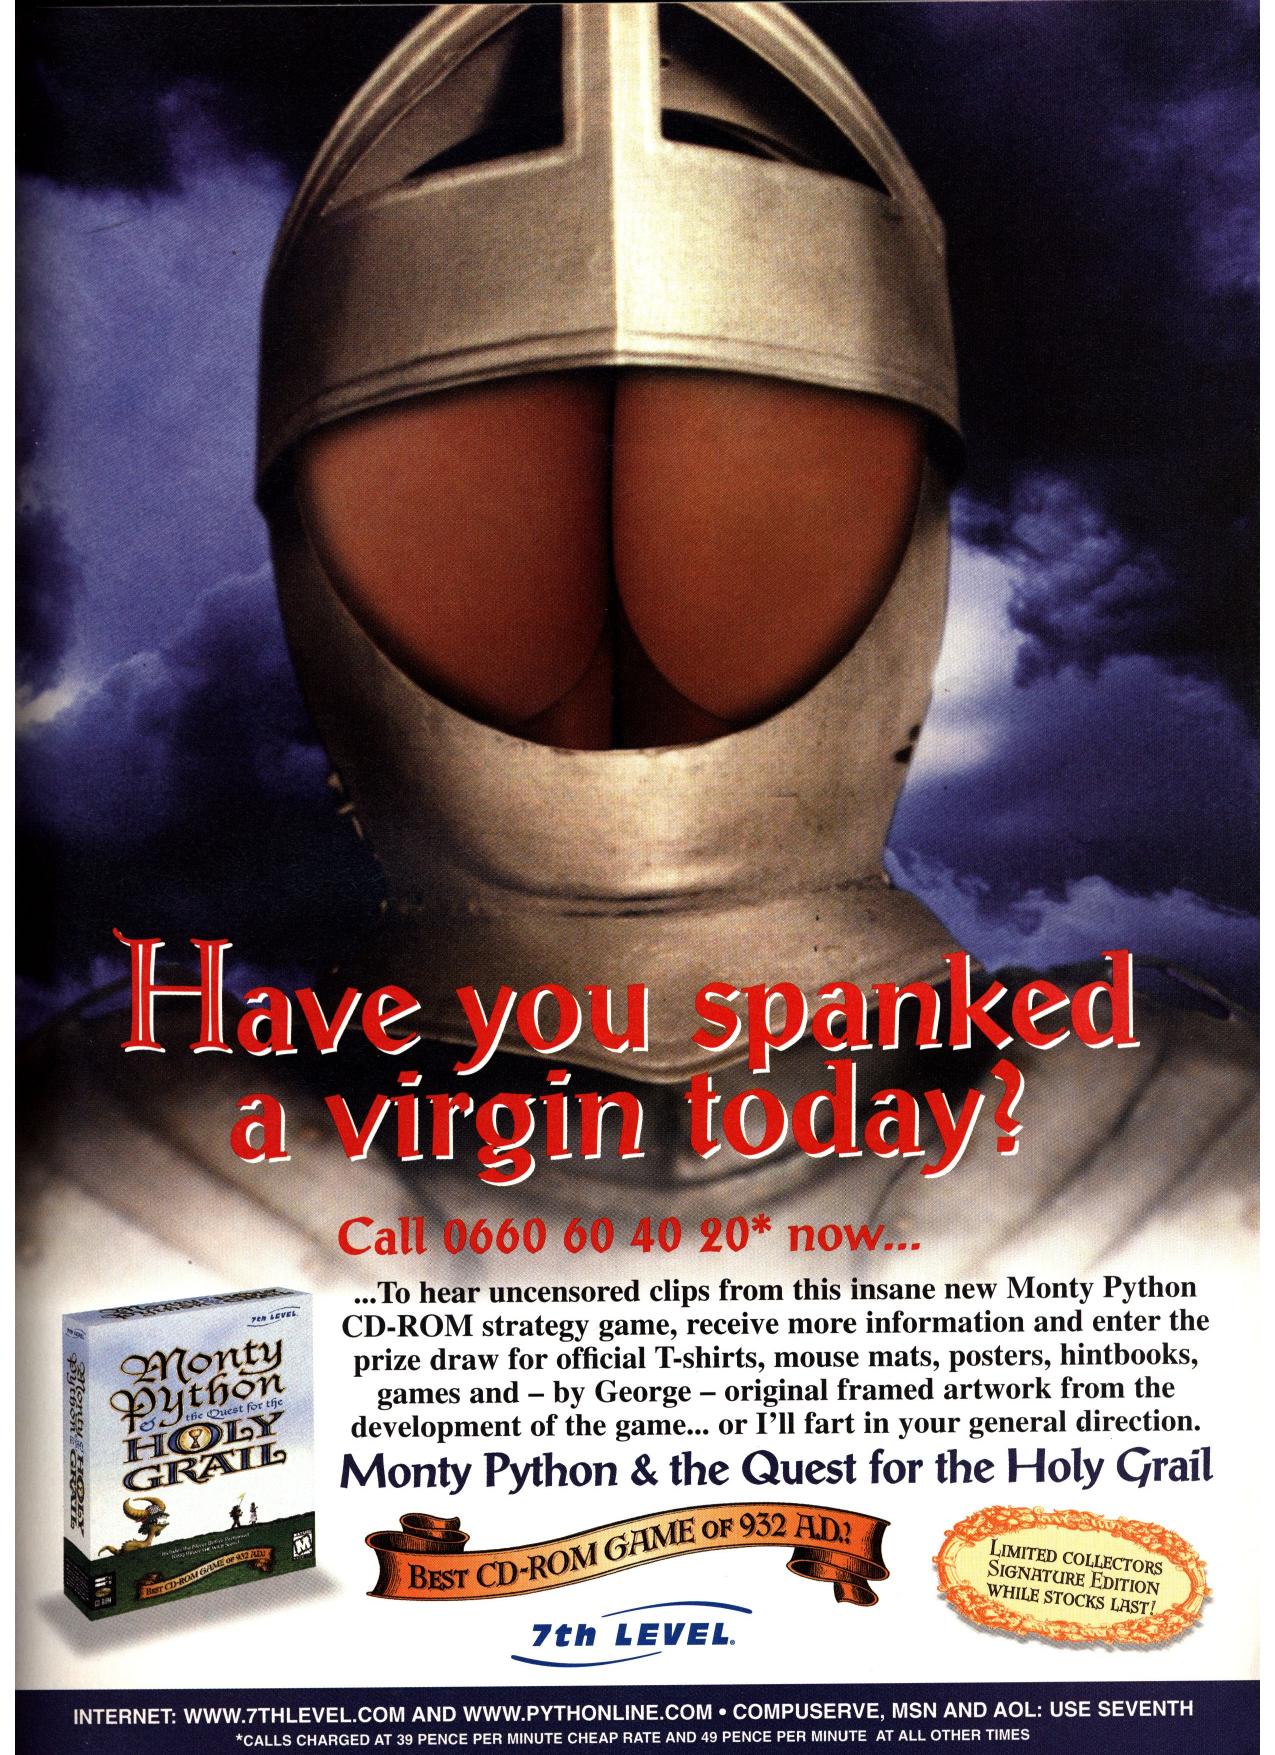 Have you spanked
a virgin today?
Call 0660 60 40 20* now...
...To hear uncensored clips from this insane new Monty Python
CD-ROM strategy game, receive more information and enter the
prize draw for official T-shirts, mouse mats, posters, hintbooks,
games and – by George – original framed artwork from the
development of the game... or I'll fart in your general direction.
Monty Python & the Quest for the Holy Grail
7th LEVEL
Monty
Python
& the Quest for the
HOLY
GRAIL
BEST CD-ROM GAME OF 932 A.D.!
BEST CD-ROM GAME OF 932 A.D.!
LIMITED COLLECTORS
SIGNATURE EDITION
WHILE STOCKS LAST!
7th LEVEL.
INTERNET: WWW.7THLEVEL.COM AND WWW.PYTHONLINE.COM • COMPUSERVE, MSN AND AOL: USE SEVENTH
*CALLS CHARGED AT 39 PENCE PER MINUTE CHEAP RATE AND 49 PENCE PER MINUTE AT ALL OTHER TIMES